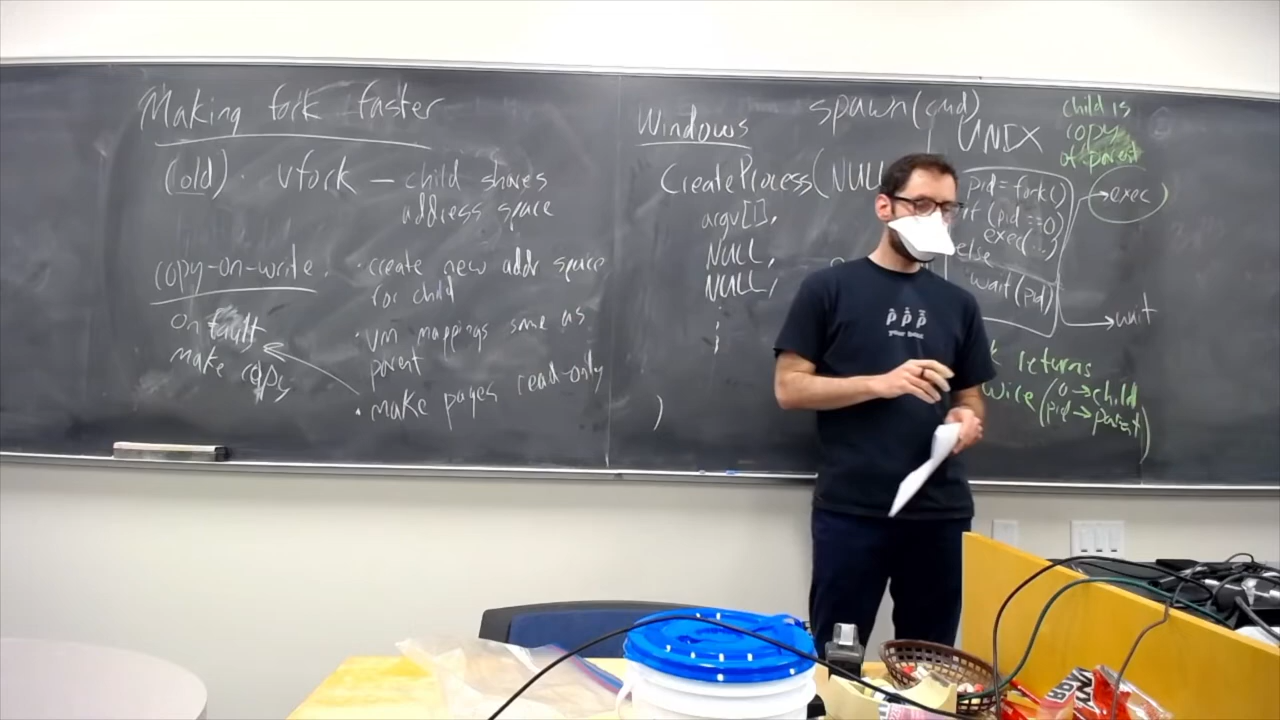 Making fork faster
(old) · vfork – child shares
address space
copy-on-write .
on fault
make copy
· create new addr space
for child
· VM mappings same as
parent
· make pages read-only
Windows
CreateProcess(NULL
argv[],
NULL,
NULL,
)
spawn(cmd)
UNIX
pid = fork()
if (pid ==0)
exec(...)
else
wait(pid)
→exec
→wait
child is
copy
of parent
returns
0→child
pid→parent)